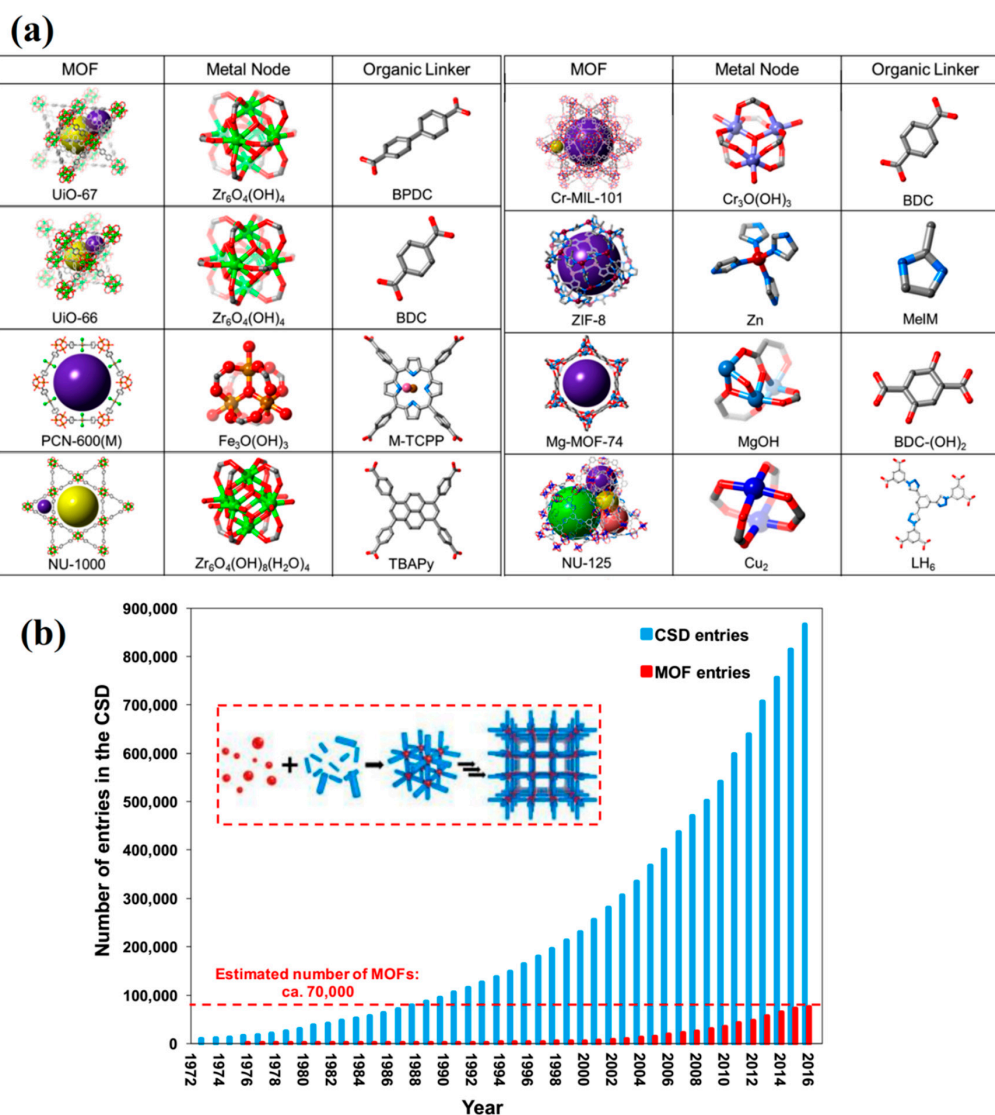 (a)
MOF Metal Node Organic Linker MOF Metal Node Organic Linker
UiO-67 Zr₆O₄(OH)₄ BPDC Cr-MIL-101 Cr₃O(OH)₃ BDC
UiO-66 Zr₆O₄(OH)₄ BDC ZIF-8 Zn MeIM
PCN-600(M) Fe₃O(OH)₃ M-TCPP Mg-MOF-74 MgOH BDC-(OH)₂
NU-1000 Zr₆O₄(OH)₈(H₂O)₄ TBAPy NU-125 Cu₂ LH₆
(b)
Number of entries in the CSD
900,000
800,000
700,000
600,000
500,000
400,000
300,000
200,000
100,000
0
CSD entries
MOF entries
+
Estimated number of MOFs:
ca. 70,000
1972 1974 1976 1978 1980 1982 1984 1986 1988 1990 1992 1994 1996 1998 2000 2002 2004 2006 2008 2010 2012 2014 2016
Year